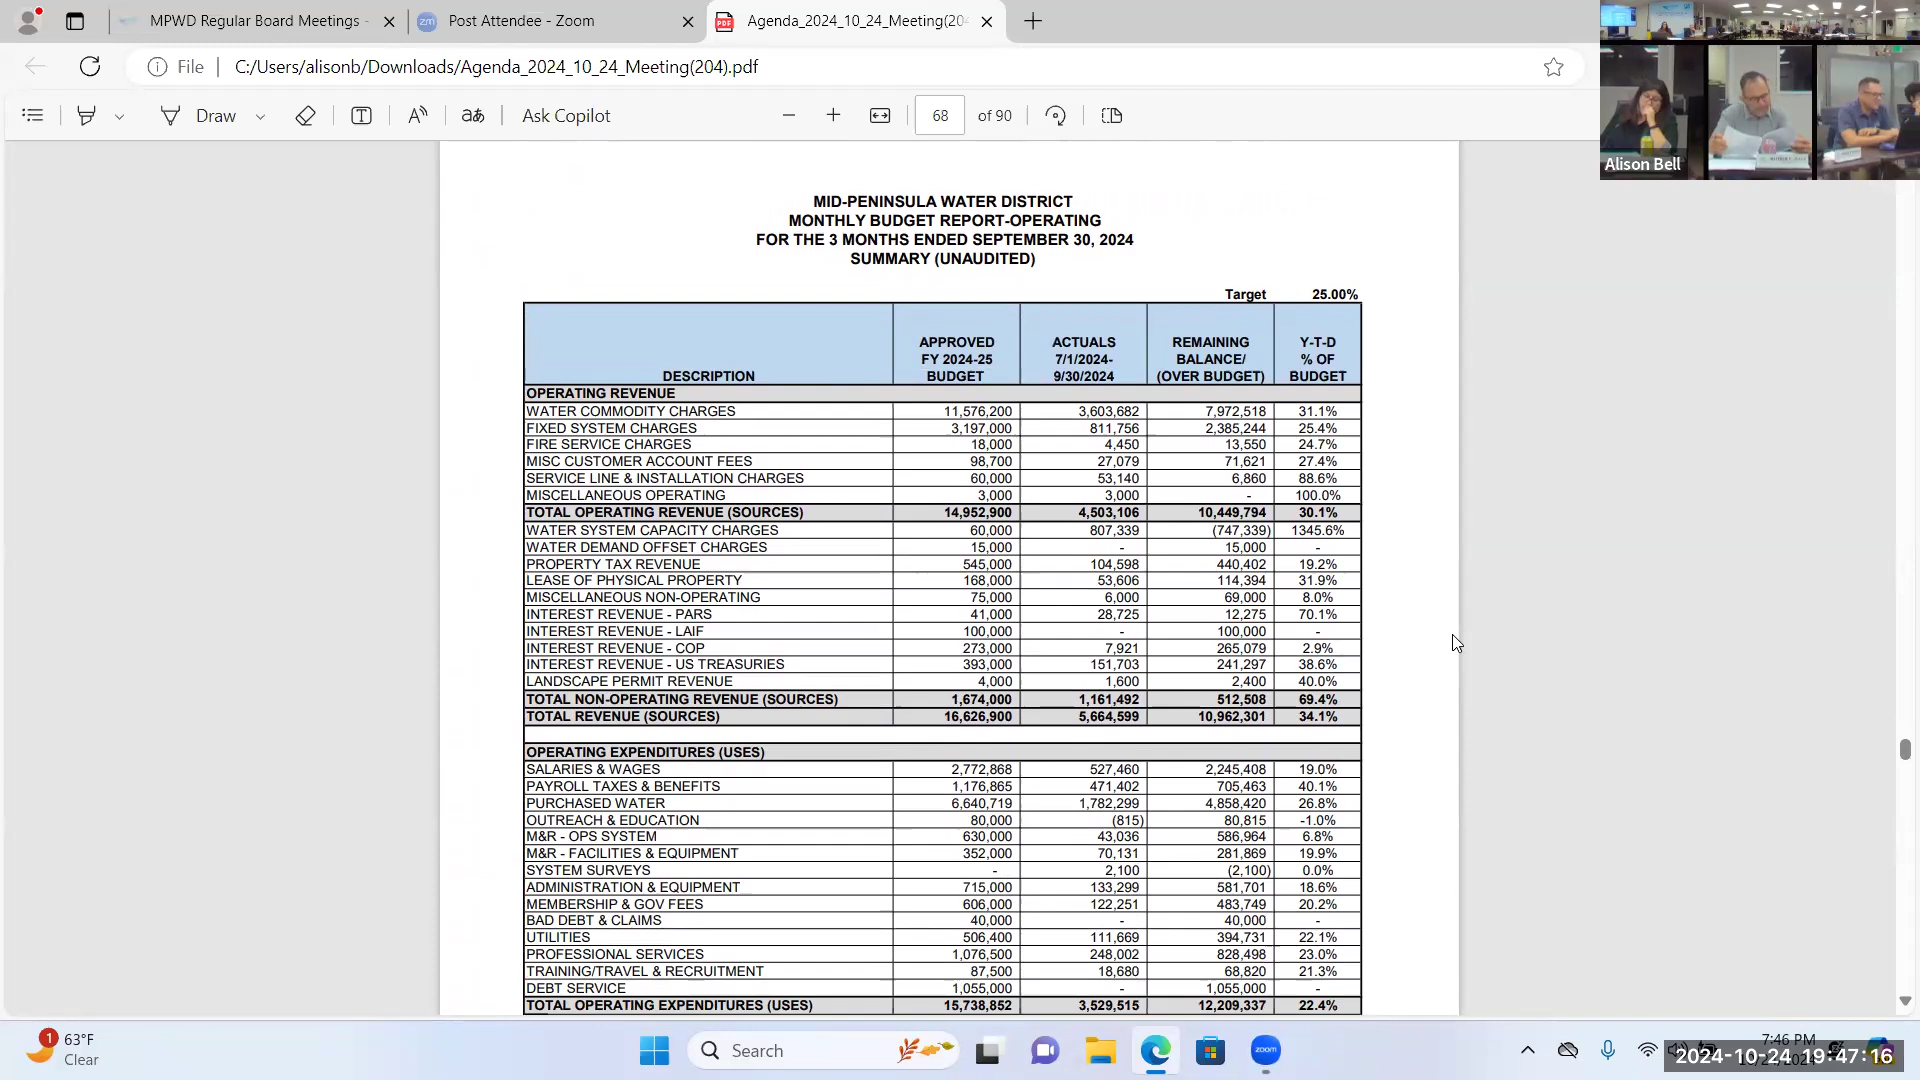 MPWD Regular Board Meetings -
Post Attendee - Zoom
Agenda_2024_10_24_Meeting(204
File
C:/Users/alisonb/Downloads/Agenda_2024_10_24_Meeting(204).pdf
Draw
Ask Copilot
68 of 90
Alison Bell
MID-PENINSULA WATER DISTRICT
MONTHLY BUDGET REPORT-OPERATING
FOR THE 3 MONTHS ENDED SEPTEMBER 30, 2024
SUMMARY (UNAUDITED)
Target 25.00%
DESCRIPTION APPROVED FY 2024-25 BUDGET ACTUALS 7/1/2024- 9/30/2024 REMAINING BALANCE/ (OVER BUDGET) Y-T-D % OF BUDGET
OPERATING REVENUE
WATER COMMODITY CHARGES 11,576,200 3,603,682 7,972,518 31.1%
FIXED SYSTEM CHARGES 3,197,000 811,756 2,385,244 25.4%
FIRE SERVICE CHARGES 18,000 4,450 13,550 24.7%
MISC CUSTOMER ACCOUNT FEES 98,700 27,079 71,621 27.4%
SERVICE LINE & INSTALLATION CHARGES 60,000 53,140 6,860 88.6%
MISCELLANEOUS OPERATING 3,000 3,000 - 100.0%
TOTAL OPERATING REVENUE (SOURCES) 14,952,900 4,503,106 10,449,794 30.1%
WATER SYSTEM CAPACITY CHARGES 60,000 807,339 (747,339) 1345.6%
WATER DEMAND OFFSET CHARGES 15,000 - 15,000 -
PROPERTY TAX REVENUE 545,000 104,598 440,402 19.2%
LEASE OF PHYSICAL PROPERTY 168,000 53,606 114,394 31.9%
MISCELLANEOUS NON-OPERATING 75,000 6,000 69,000 8.0%
INTEREST REVENUE - PARS 41,000 28,725 12,275 70.1%
INTEREST REVENUE - LAIF 100,000 - 100,000 -
INTEREST REVENUE - COP 273,000 7,921 265,079 2.9%
INTEREST REVENUE - US TREASURIES 393,000 151,703 241,297 38.6%
LANDSCAPE PERMIT REVENUE 4,000 1,600 2,400 40.0%
TOTAL NON-OPERATING REVENUE (SOURCES) 1,674,000 1,161,492 512,508 69.4%
TOTAL REVENUE (SOURCES) 16,626,900 5,664,599 10,962,301 34.1%
OPERATING EXPENDITURES (USES)
SALARIES & WAGES 2,772,868 527,460 2,245,408 19.0%
PAYROLL TAXES & BENEFITS 1,176,865 471,402 705,463 40.1%
PURCHASED WATER 6,640,719 1,782,299 4,858,420 26.8%
OUTREACH & EDUCATION 80,000 (815) 80,815 -1.0%
M&R - OPS SYSTEM 630,000 43,036 586,964 6.8%
M&R - FACILITIES & EQUIPMENT 352,000 70,131 281,869 19.9%
SYSTEM SURVEYS - 2,100 (2,100) 0.0%
ADMINISTRATION & EQUIPMENT 715,000 133,299 581,701 18.6%
MEMBERSHIP & GOV FEES 606,000 122,251 483,749 20.2%
BAD DEBT & CLAIMS 40,000 - 40,000 -
UTILITIES 506,400 111,669 394,731 22.1%
PROFESSIONAL SERVICES 1,076,500 248,002 828,498 23.0%
TRAINING/TRAVEL & RECRUITMENT 87,500 18,680 68,820 21.3%
DEBT SERVICE 1,055,000 - 1,055,000 -
TOTAL OPERATING EXPENDITURES (USES) 15,738,852 3,529,515 12,209,337 22.4%
1
63°F
Clear
Search
zoom
7:46 PM
2024-10-24 19:47:16